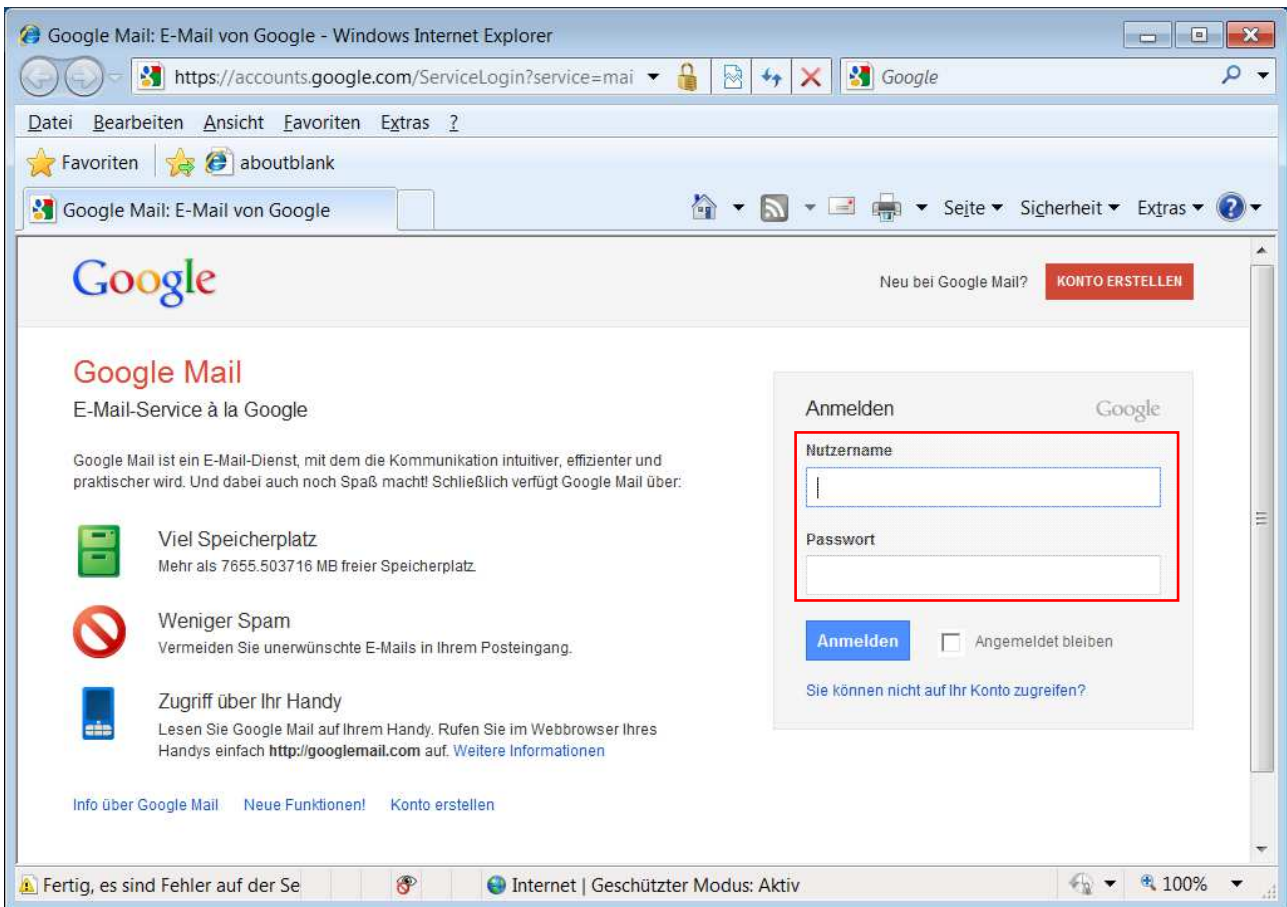 Google Mail: E-Mail von Google - Windows Internet Explorer
https://accounts.google.com/ServiceLogin?service=mai
Google
Datei Bearbeiten Ansicht Favoriten Extras ?
Favoriten aboutblank
Google Mail: E-Mail von Google
Seite Sicherheit Extras
Google
Neu bei Google Mail? KONTO ERSTELLEN
Google Mail
E-Mail-Service à la Google
Google Mail ist ein E-Mail-Dienst, mit dem die Kommunikation intuitiver, effizienter und
praktischer wird. Und dabei auch noch Spaß macht! Schließlich verfügt Google Mail über:
Viel Speicherplatz
Mehr als 7655.503716 MB freier Speicherplatz.
Weniger Spam
Vermeiden Sie unerwünschte E-Mails in Ihrem Posteingang.
Zugriff über Ihr Handy
Lesen Sie Google Mail auf Ihrem Handy. Rufen Sie im Webbrowser Ihres
Handys einfach http://googlemail.com auf. Weitere Informationen
Info über Google Mail Neue Funktionen! Konto erstellen
Anmelden Google
Nutzername
Passwort
Anmelden Angemeldet bleiben
Sie können nicht auf Ihr Konto zugreifen?
Fertig, es sind Fehler auf der Se
Internet | Geschützter Modus: Aktiv
100%